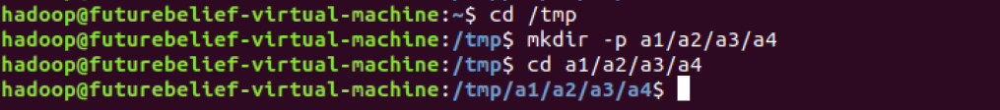 hadoop@futurebelief-virtual-machine:~$ cd /tmp
hadoop@futurebelief-virtual-machine:/tmp$ mkdir -p a1/a2/a3/a4
hadoop@futurebelief-virtual-machine:/tmp$ cd a1/a2/a3/a4
hadoop@futurebelief-virtual-machine:/tmp/a1/a2/a3/a4$